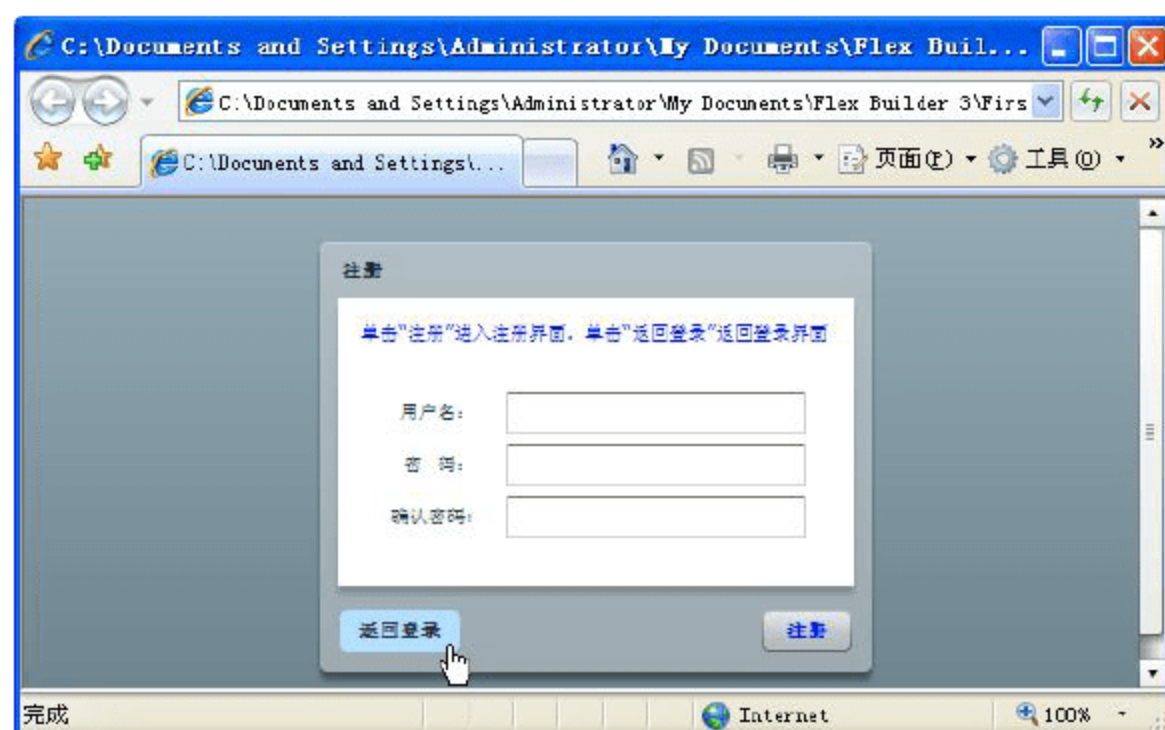 C:\Documents and Settings\Administrator\My Documents\Flex Buil...
C:\Documents and Settings\Administrator\My Documents\Flex Builder 3\Firs
C:\Documents and Settings\... 页面(P) 工具(O) »
注册
单击"注册"进入注册界面，单击"返回登录"返回登录界面
用户名：
密 码：
确认密码：
返回登录 注册
完成 Internet 100%